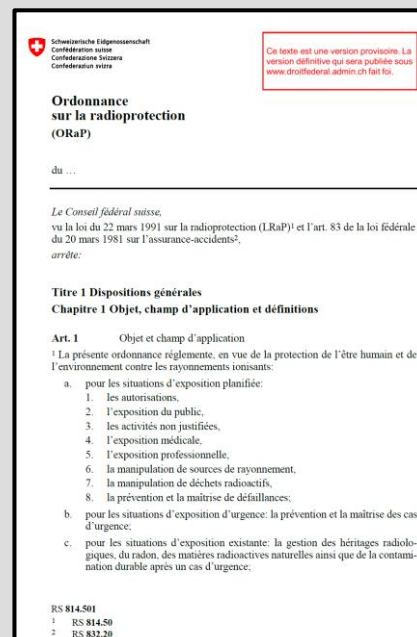 Schweizerische Eidgenossenschaft
Confédération suisse
Confederazione Svizzera
Confederaziun svizra
Ce texte est une version provisoire. La
version définitive qui sera publiée sous
www.droitfederal.admin.ch fait foi.
Ordonnance
sur la radioprotection
(ORaP)
du …
Le Conseil fédéral suisse,
vu la loi du 22 mars 1991 sur la radioprotection (LRaP)¹ et l’art. 83 de la loi fédérale
du 20 mars 1981 sur l’assurance-accidents²,
arrête:
Titre 1 Dispositions générales
Chapitre 1 Objet, champ d’application et définitions
Art. 1 Objet et champ d’application
¹ La présente ordonnance réglemente, en vue de la protection de l’être humain et de
l’environnement contre les rayonnements ionisants:
a. pour les situations d’exposition planifiée:
1. les autorisations,
2. l’exposition du public,
3. les activités non justifiées,
4. l’exposition médicale,
5. l’exposition professionnelle,
6. la manipulation de sources de rayonnement,
7. la manipulation de déchets radioactifs,
8. la prévention et la maîtrise de défaillances;
b. pour les situations d’exposition d’urgence: la prévention et la maîtrise des cas
d’urgence;
c. pour les situations d’exposition existante: la gestion des héritages radiolo-
giques, du radon, des matières radioactives naturelles ainsi que de la contami-
nation durable après un cas d’urgence;
RS 814.501
¹ RS 814.50
² RS 832.20